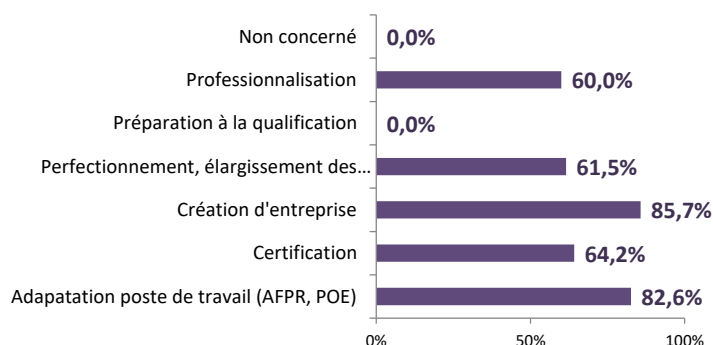 Non concerné 0,0%
Professionnalisation 60,0%
Préparation à la qualification 0,0%
Perfectionnement, élargissement des… 61,5%
Création d'entreprise 85,7%
Certification 64,2%
Adapatation poste de travail (AFPR, POE) 82,6%
0% 50% 100%